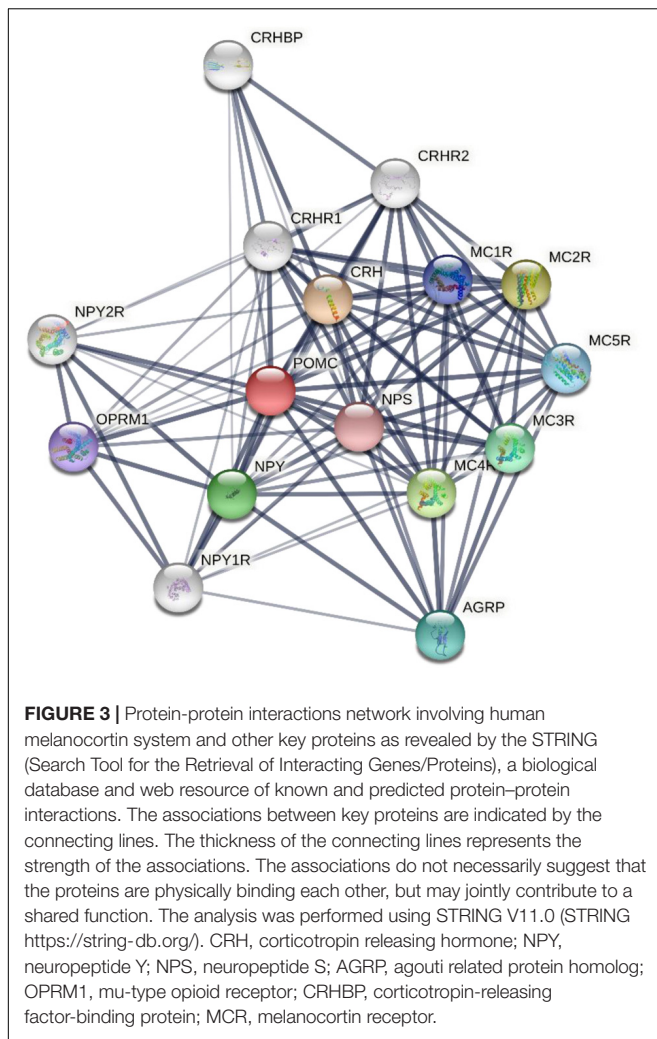 CRHBP
CRHR2
CRHR1
CRH
MC1R
MC2R
NPY2R
MC5R
POMC
NPS
OPRM1
MC3R
NPY
MC4R
NPY1R
AGRP
FIGURE 3 | Protein-protein interactions network involving human
melanocortin system and other key proteins as revealed by the STRING
(Search Tool for the Retrieval of Interacting Genes/Proteins), a biological
database and web resource of known and predicted protein–protein
interactions. The associations between key proteins are indicated by the
connecting lines. The thickness of the connecting lines represents the
strength of the associations. The associations do not necessarily suggest that
the proteins are physically binding each other, but may jointly contribute to a
shared function. The analysis was performed using STRING V11.0 (STRING
https://string-db.org/). CRH, corticotropin releasing hormone; NPY,
neuropeptide Y; NPS, neuropeptide S; AGRP, agouti related protein homolog;
OPRM1, mu-type opioid receptor; CRHBP, corticotropin-releasing
factor-binding protein; MCR, melanocortin receptor.